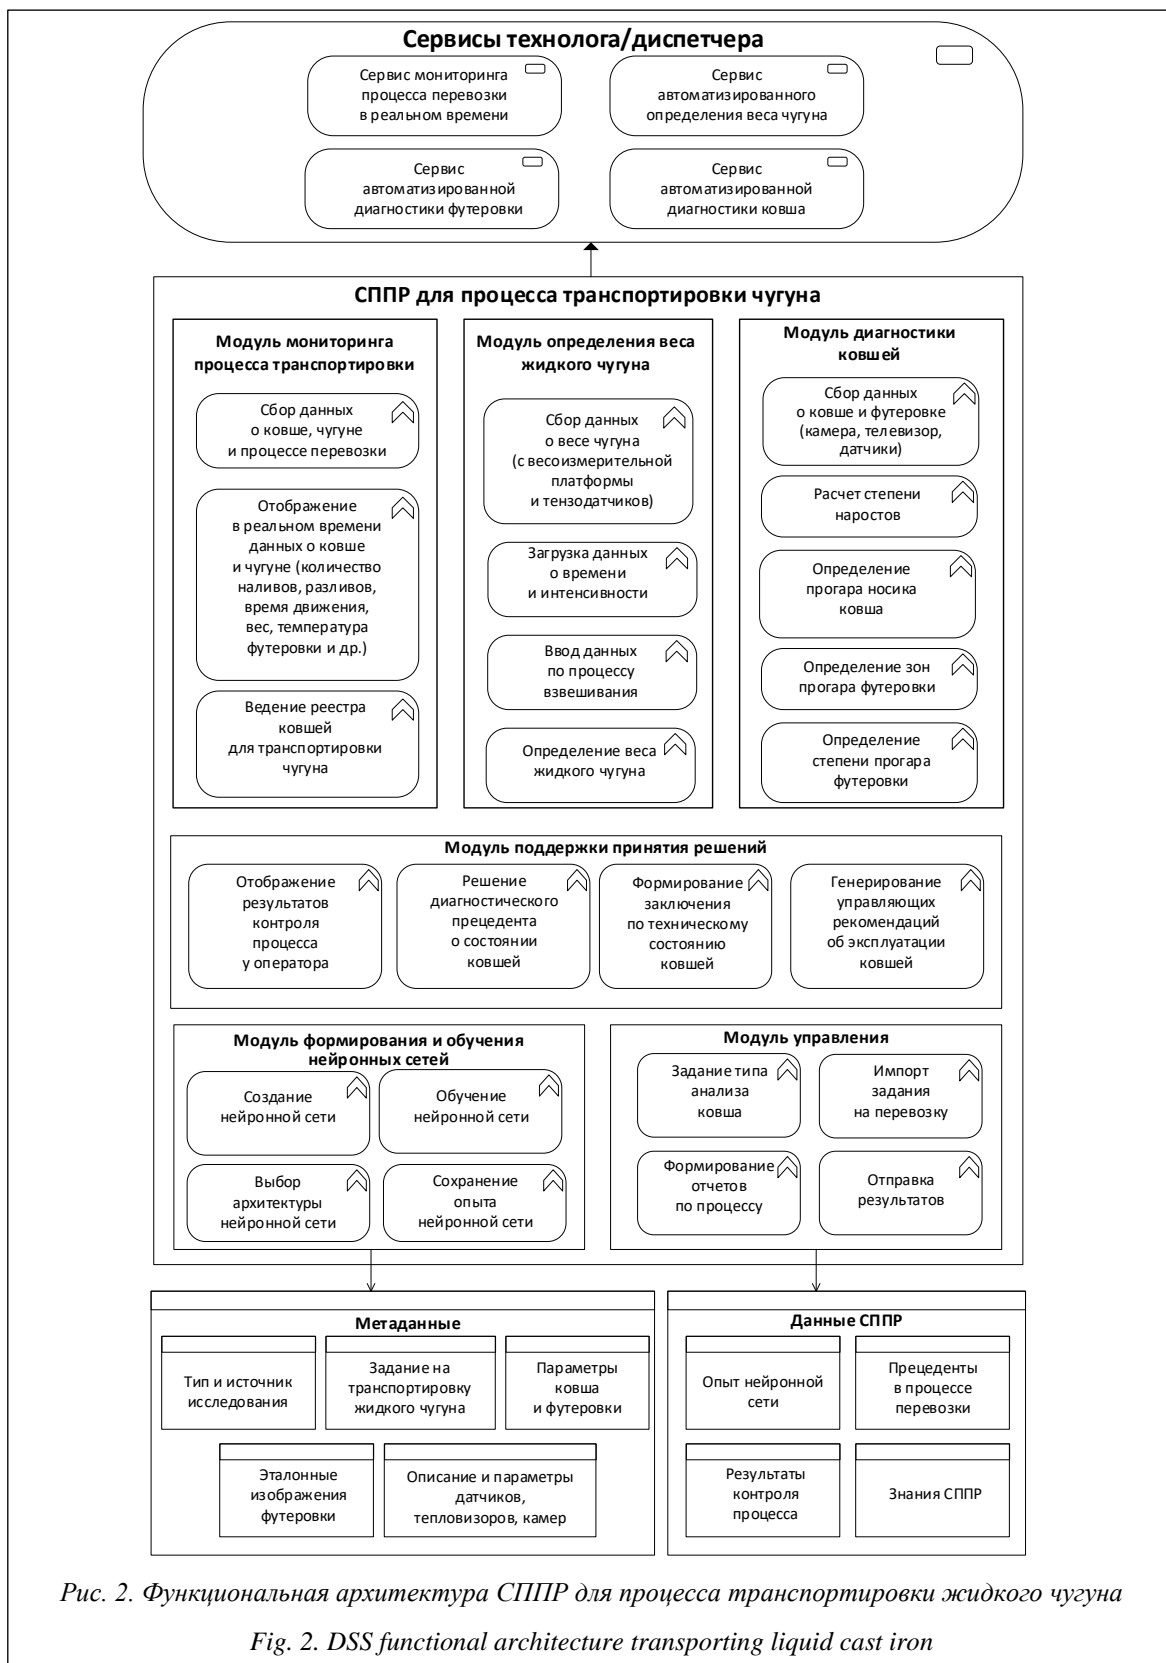 Сервисы технолога/диспетчера
Сервис мониторинга
процесса перевозки
в реальном времени
Сервис
автоматизированного
определения веса чугуна
Сервис
автоматизированной
диагностики футеровки
Сервис
автоматизированной
диагностики ковша
СППР для процесса транспортировки чугуна
Модуль мониторинга
процесса транспортировки
Сбор данных
о ковше, чугуне
и процессе перевозки
Отображение
в реальном времени
данных о ковше
и чугуне (количество
наливов, разливов,
время движения,
вес, температура
футеровки и др.)
Ведение реестра
ковшей
для транспортировки
чугуна
Модуль определения веса
жидкого чугуна
Сбор данных
о весе чугуна
(с весоизмерительной
платформы
и тензодатчиков)
Загрузка данных
о времени
и интенсивности
Ввод данных
по процессу
взвешивания
Определение веса
жидкого чугуна
Модуль диагностики
ковшей
Сбор данных
о ковше и футеровке
(камера, телевизор,
датчики)
Расчет степени
наростов
Определение
прогара носика
ковша
Определение зон
прогара футеровки
Определение
степени прогара
футеровки
Модуль поддержки принятия решений
Отображение
результатов
контроля
процесса
у оператора
Решение
диагностического
прецедента
о состоянии
ковшей
Формирование
заключения
по техническому
состоянию
ковшей
Генерирование
управляющих
рекомендаций
об эксплуатации
ковшей
Модуль формирования и обучения
нейронных сетей
Создание
нейронной сети
Обучение
нейронной сети
Выбор
архитектуры
нейронной сети
Сохранение
опыта
нейронной сети
Модуль управления
Задание типа
анализа
ковша
Импорт
задания
на перевозку
Формирование
отчетов
по процессу
Отправка
результатов
Метаданные
Тип и источник
исследования
Задание на
транспортировку
жидкого чугуна
Параметры
ковша
и футеровки
Эталонные
изображения
футеровки
Описание и параметры
датчиков,
тепловизоров, камер
Данные СППР
Опыт нейронной
сети
Прецеденты
в процессе
перевозки
Результаты
контроля
процесса
Знания СППР
Рис. 2. Функциональная архитектура СППР для процесса транспортировки жидкого чугуна
Fig. 2. DSS functional architecture transporting liquid cast iron